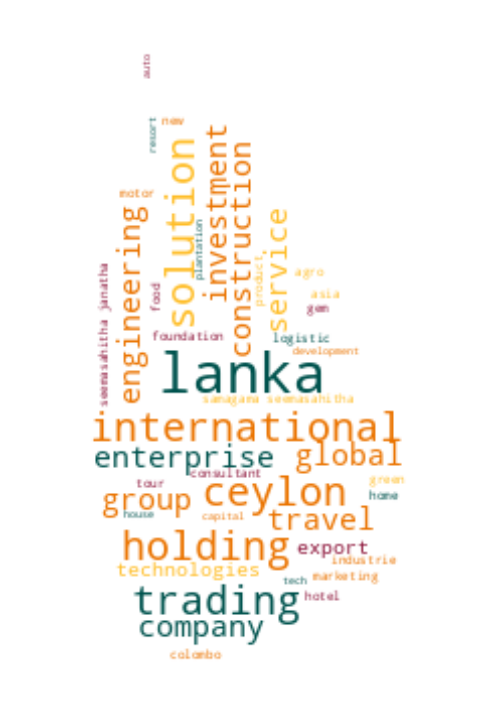 auto
resort
new
motor
solution
investment
construction
engineering
plantation
service
product
agro
asia
gem
food
seemasahitha janatha
foundation
logistic
development
lanka
samagama seemasahitha
international
enterprise
global
consultant
tour
green
group
ceylon
home
house
capital
travel
holding
export
industrie
technologies
tech
marketing
trading
hotel
company
colombo